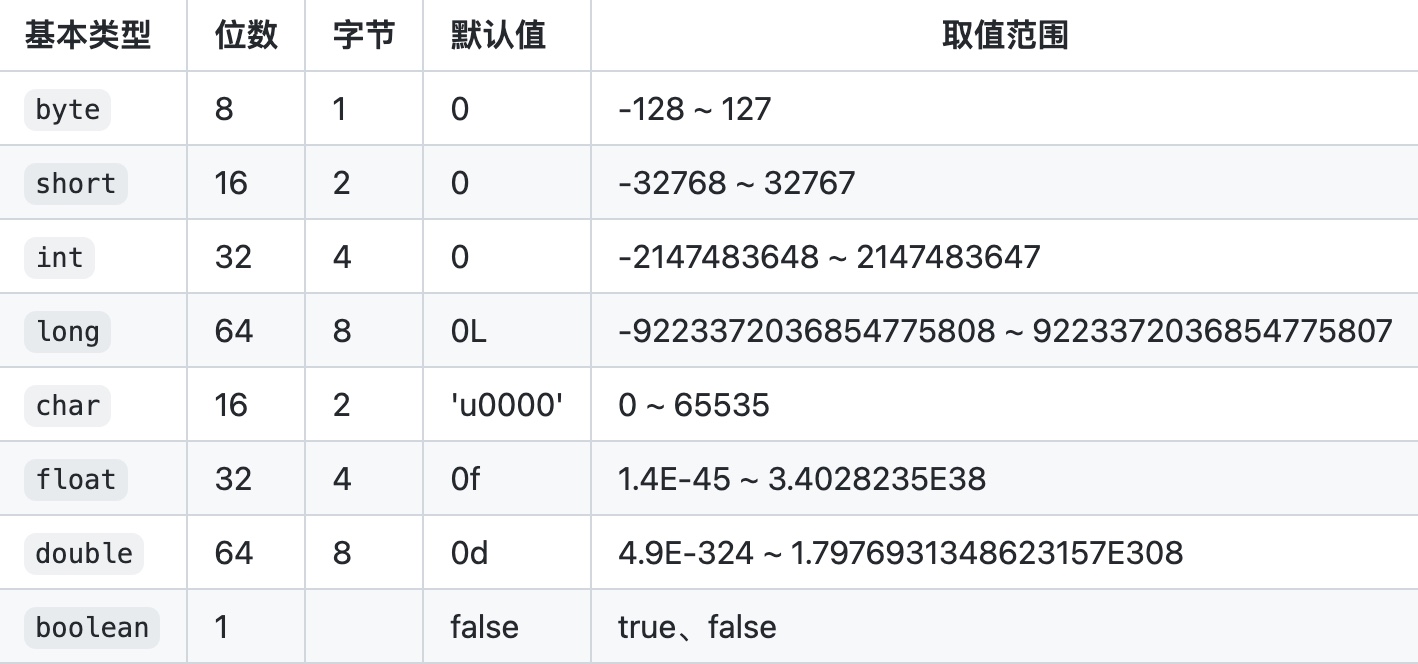 基本类型 位数 字节 默认值 取值范围
byte 8 1 0 -128 ~ 127
short 16 2 0 -32768 ~ 32767
int 32 4 0 -2147483648 ~ 2147483647
long 64 8 0L -9223372036854775808 ~ 9223372036854775807
char 16 2 'u0000' 0 ~ 65535
float 32 4 0f 1.4E-45 ~ 3.4028235E38
double 64 8 0d 4.9E-324 ~ 1.7976931348623157E308
boolean 1 false true、false